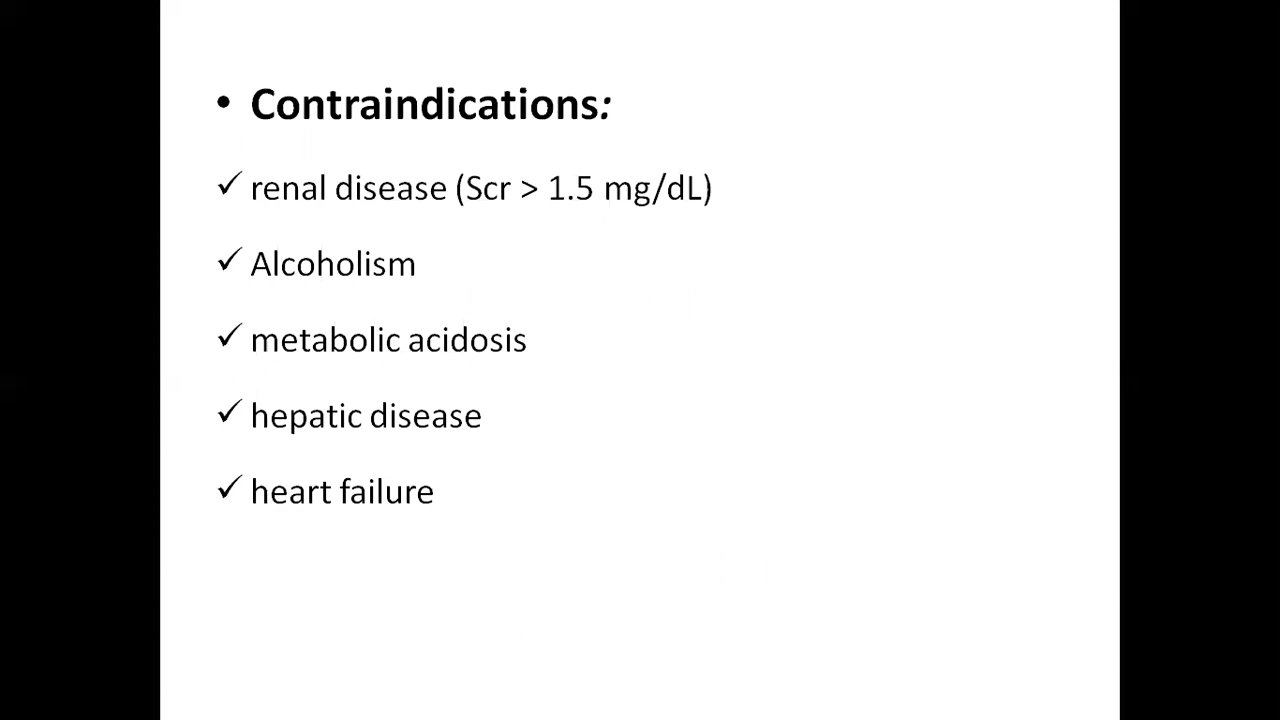 • Contraindications:
✓ renal disease (Scr > 1.5 mg/dL)
✓ Alcoholism
✓ metabolic acidosis
✓ hepatic disease
✓ heart failure